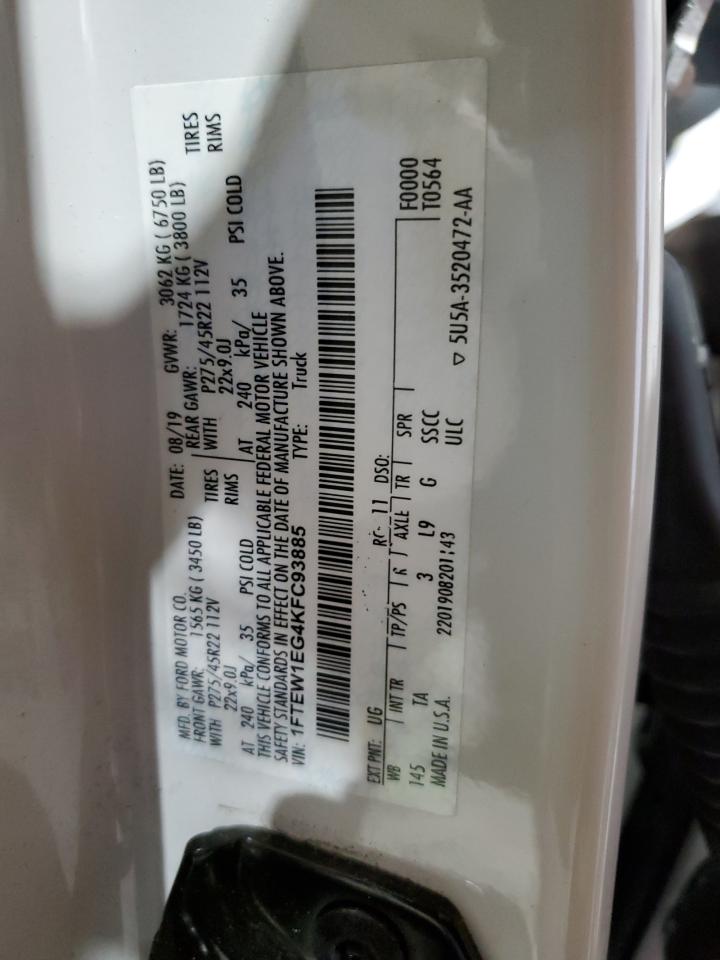 MFD. BY FORD MOTOR CO. DATE: 08/19 GVWR: 3062 KG ( 6750 LB)
FRONT GAWR: 1565 KG ( 3450 LB) REAR GAWR: 1724 KG ( 3800 LB)
WITH P275/45R22 112V TIRES WITH P275/45R22 112V TIRES
22x9.0J RIMS 22x9.0J RIMS
AT 240 kPa/ 35 PSI COLD AT 240 kPa/ 35 PSI COLD
THIS VEHICLE CONFORMS TO ALL APPLICABLE FEDERAL MOTOR VEHICLE
SAFETY STANDARDS IN EFFECT ON THE DATE OF MANUFACTURE SHOWN ABOVE.
VIN: 1FTEW1EG4KFC93885 TYPE: Truck
EXT PNT: UG RC: 11 DSO: F0000
WB INT TR TP/PS R AXLE TR SPR T0564
145 TA 3 L9 G SSCC
MADE IN U.S.A. 2201908201:43 ULC ▽ 5U5A-3520472-AA